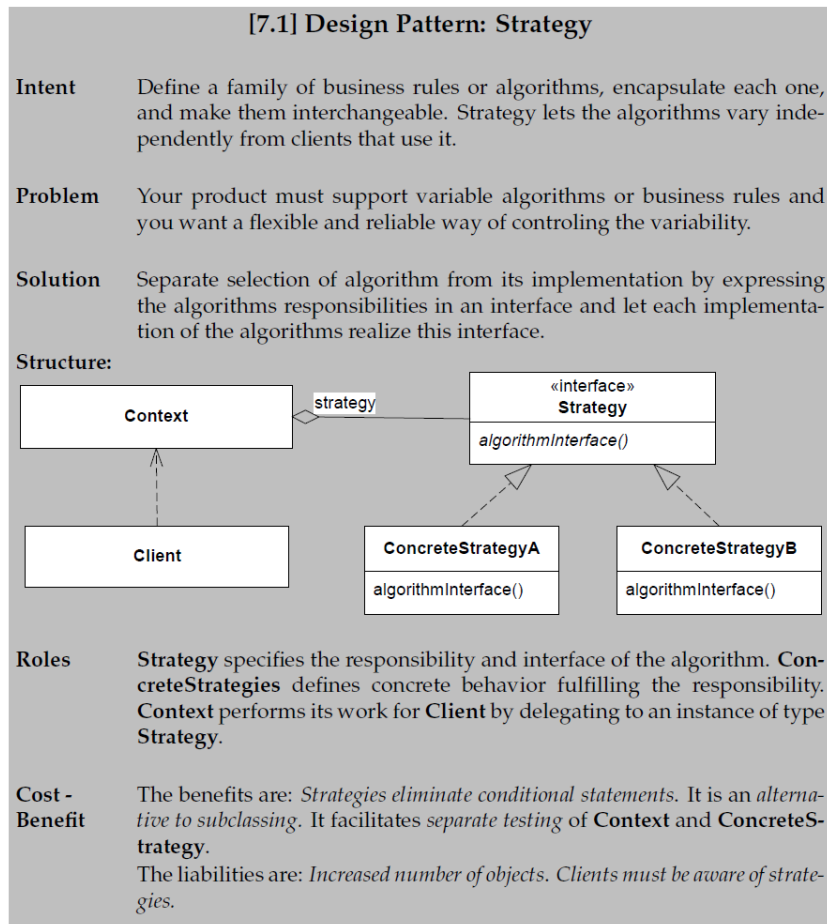 [7.1] Design Pattern: Strategy
Intent Define a family of business rules or algorithms, encapsulate each one,
and make them interchangeable. Strategy lets the algorithms vary inde-
pendently from clients that use it.
Problem Your product must support variable algorithms or business rules and
you want a flexible and reliable way of controling the variability.
Solution Separate selection of algorithm from its implementation by expressing
the algorithms responsibilities in an interface and let each implementa-
tion of the algorithms realize this interface.
Structure:
Context
strategy
«interface»
Strategy
algorithmInterface()
Client
ConcreteStrategyA
algorithmInterface()
ConcreteStrategyB
algorithmInterface()
Roles Strategy specifies the responsibility and interface of the algorithm. Con-
creteStrategies defines concrete behavior fulfilling the responsibility.
Context performs its work for Client by delegating to an instance of type
Strategy.
Cost - The benefits are: Strategies eliminate conditional statements. It is an alterna-
Benefit tive to subclassing. It facilitates separate testing of Context and ConcreteS-
trategy.
The liabilities are: Increased number of objects. Clients must be aware of strate-
gies.